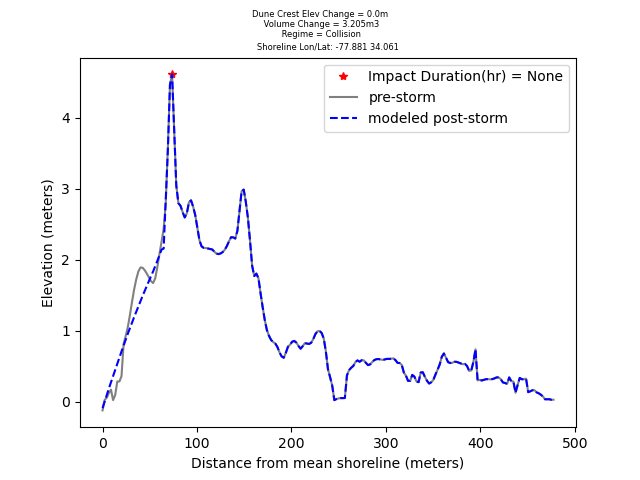 Dune Crest Elev Change = 0.0m
Volume Change = 3.205m3
Regime = Collision
Shoreline Lon/Lat: -77.881 34.061
Impact Duration(hr) = None
pre-storm
modeled post-storm
Elevation (meters)
4
3
2
1
0
0 100 200 300 400 500
Distance from mean shoreline (meters)